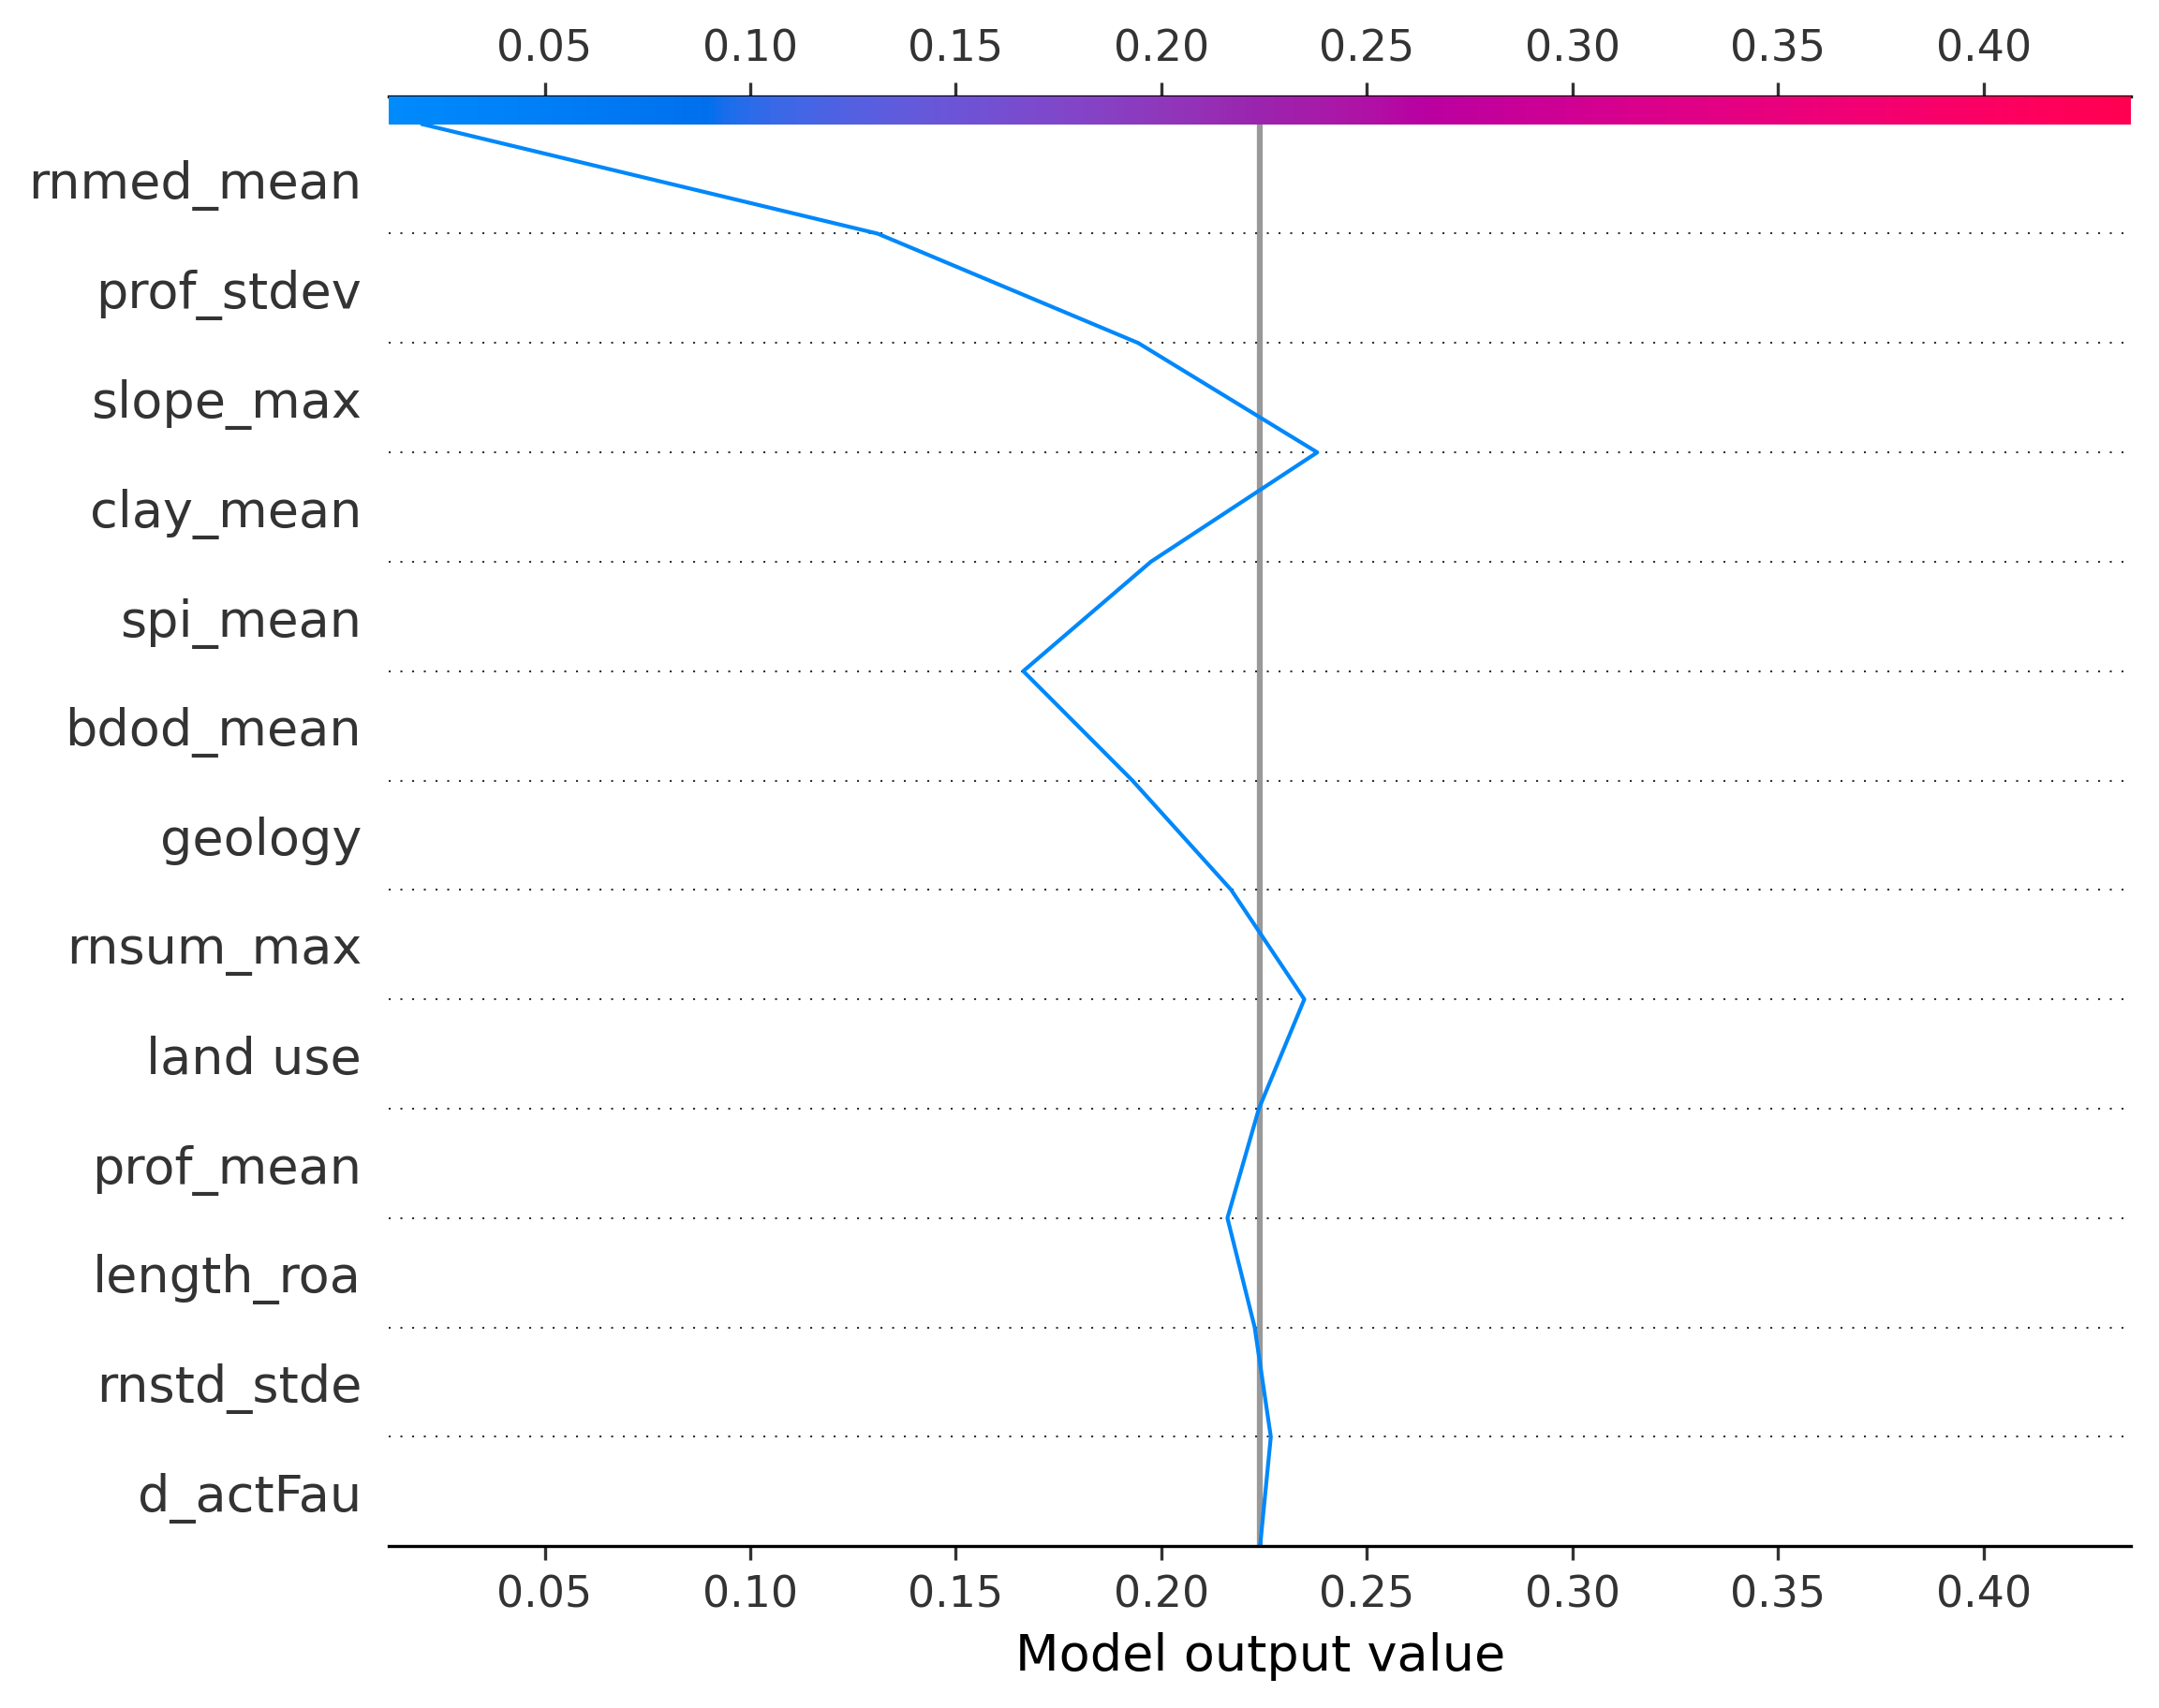 0.05 0.10 0.15 0.20 0.25 0.30 0.35 0.40
rnmed_mean
prof_stdev
slope_max
clay_mean
spi_mean
bdod_mean
geology
rnsum_max
land use
prof_mean
length_roa
rnstd_stde
d_actFau
0.05 0.10 0.15 0.20 0.25 0.30 0.35 0.40
Model output value